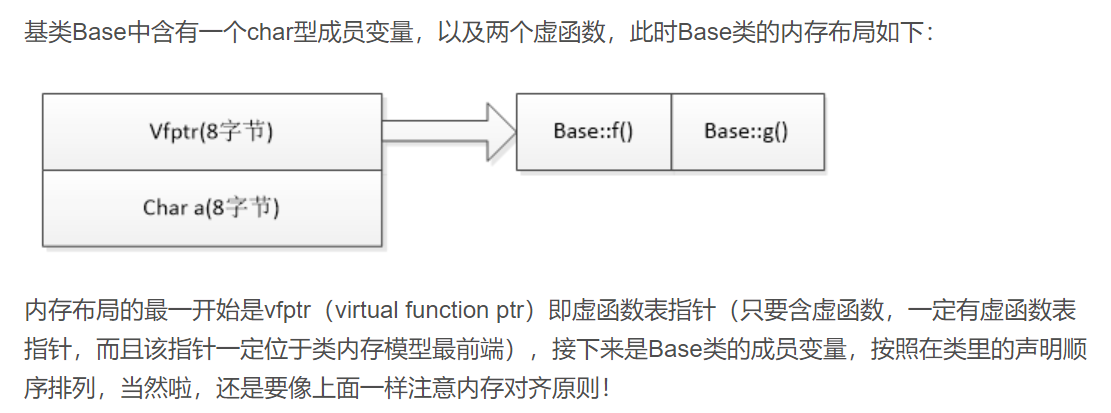 基类Base中含有一个char型成员变量，以及两个虚函数，此时Base类的内存布局如下：
Vfptr(8字节)
Base::f()
Base::g()
Char a(8字节)
内存布局的最一开始是vfptr（virtual function ptr）即虚函数表指针（只要含虚函数，一定有虚函数表
指针，而且该指针一定位于类内存模型最前端），接下来是Base类的成员变量，按照在类里的声明顺
序排列，当然啦，还是要像上面一样注意内存对齐原则！